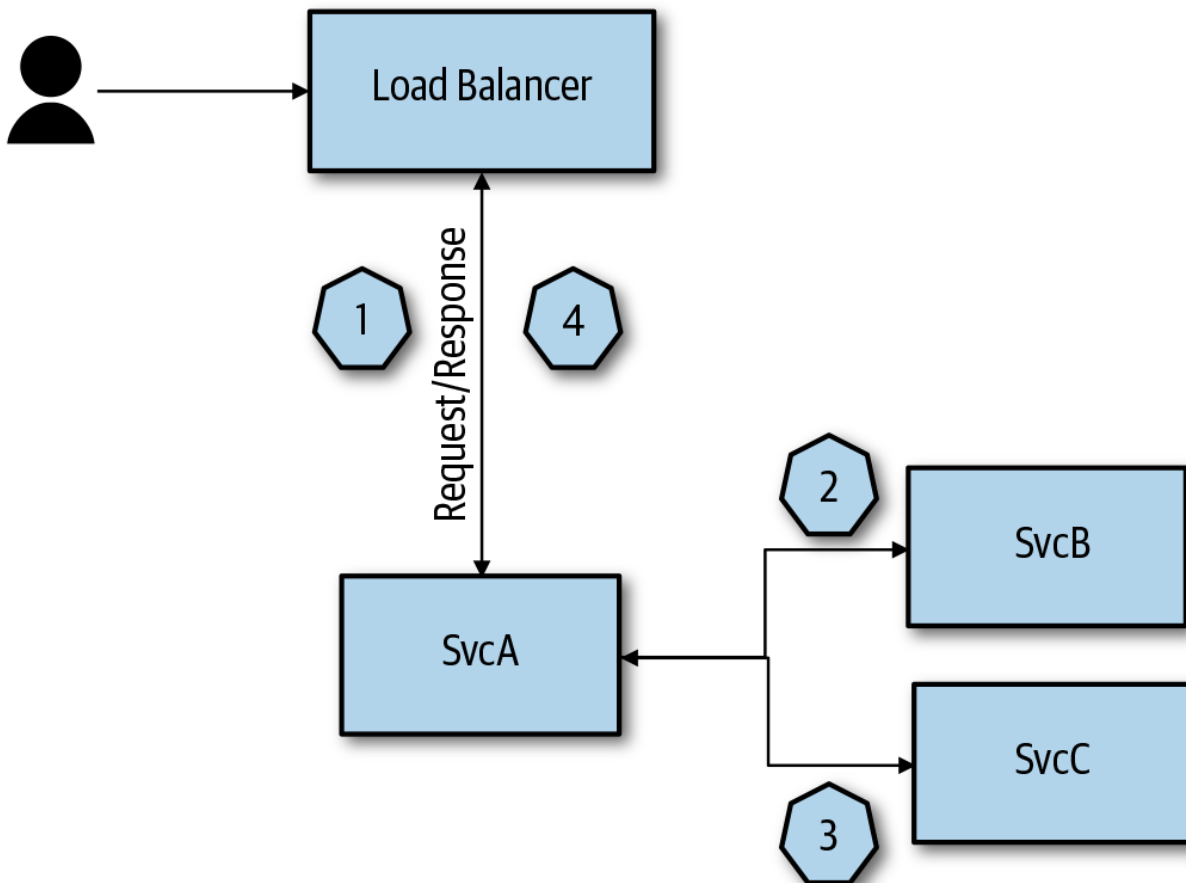 Load Balancer
1
Request/Response
4
2
SvcB
SvcA
SvcC
3